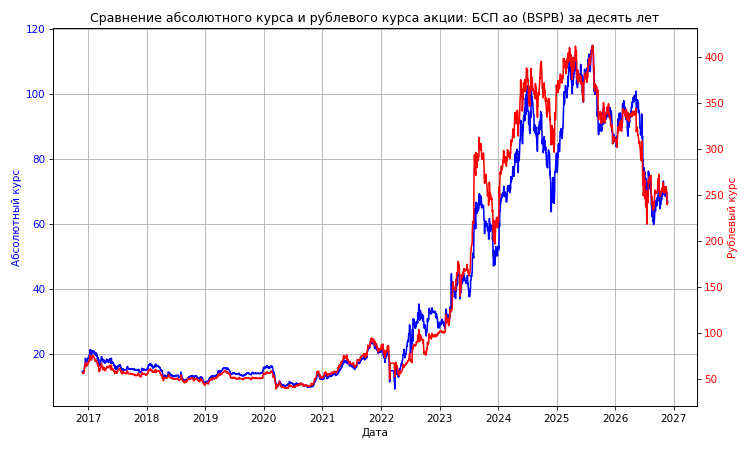 Сравнение абсолютного курса и рублевого курса акции: БСП ао (BSPB) за десять лет
120
100
80
60
40
20
Абсолютный курс
400
350
300
250
200
150
100
50
Рублевый курс
2017 2018 2019 2020 2021 2022 2023 2024 2025 2026 2027
Дата